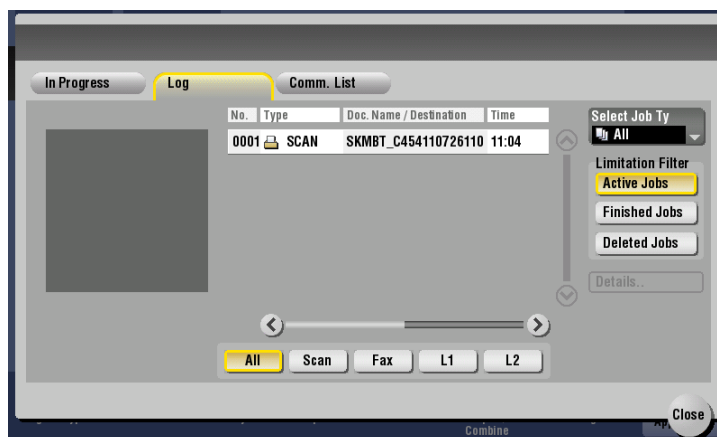 In Progress
Log
Comm. List
No. Type Doc. Name / Destination Time
0001 SCAN SKMBT_C454110726110 11:04
Select Job Ty
All
Limitation Filter
Active Jobs
Finished Jobs
Deleted Jobs
Details..
All Scan Fax L1 L2
Close
Combine